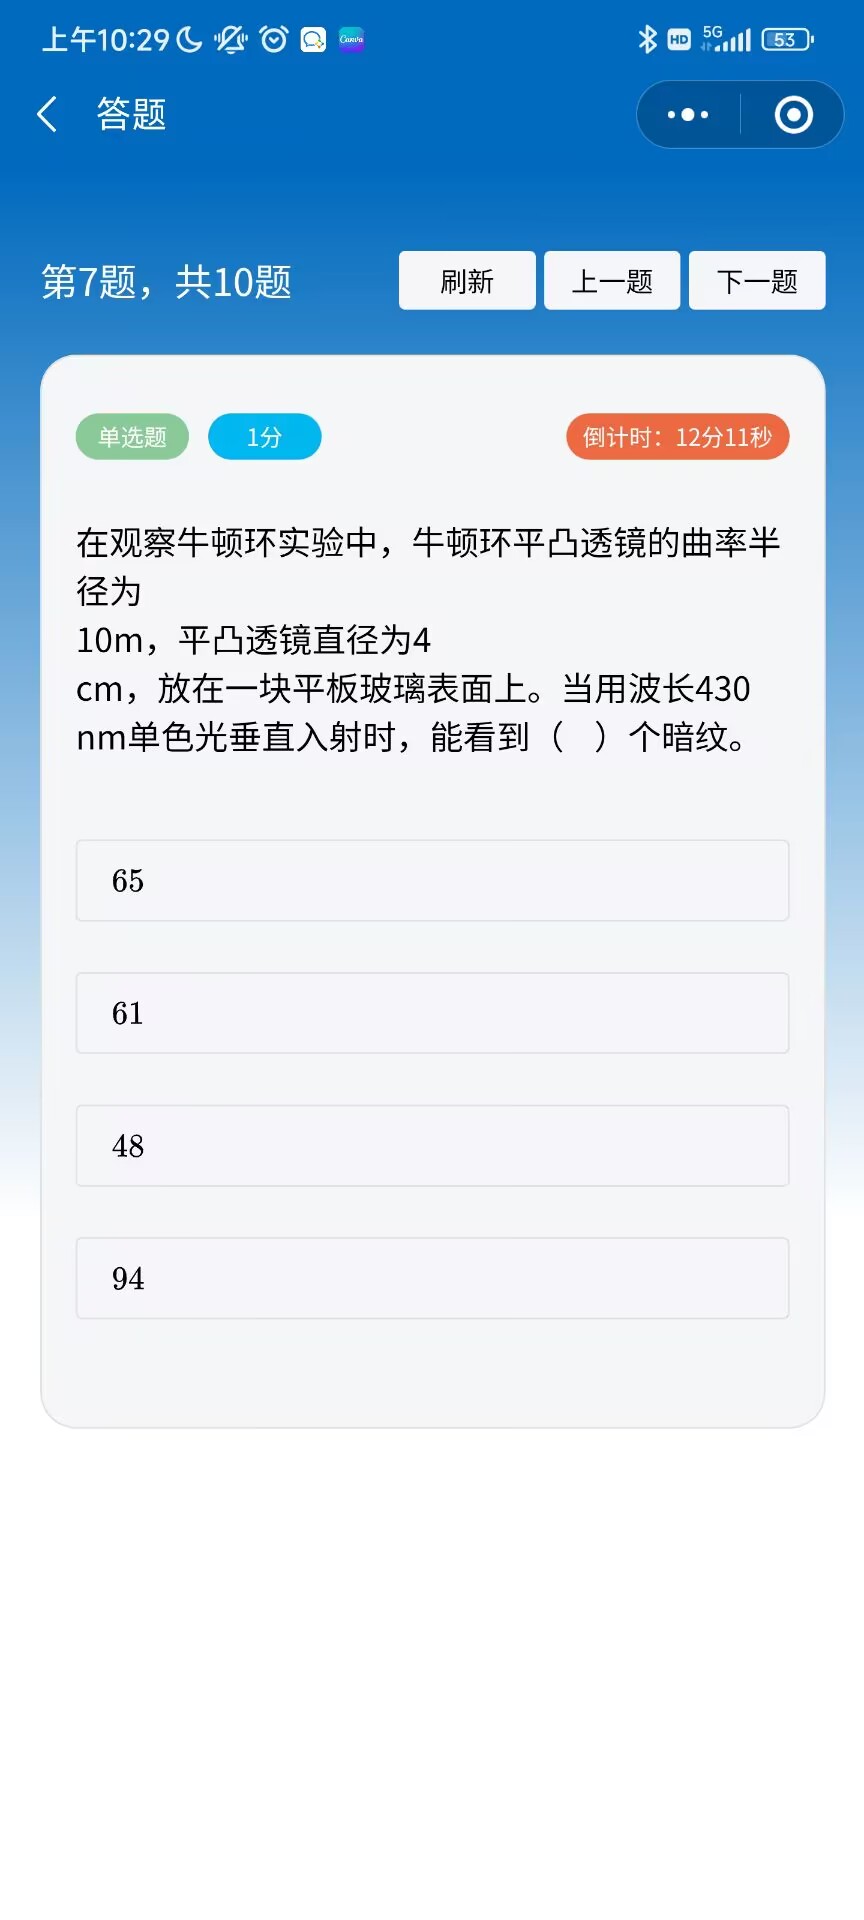 上午10:29
Canva
HD
5G
53
答题
第7题，共10题
刷新
上一题
下一题
单选题
1分
倒计时：12分11秒
在观察牛顿环实验中，牛顿环平凸透镜的曲率半
径为
10m，平凸透镜直径为4
cm，放在一块平板玻璃表面上。当用波长430
nm单色光垂直入射时，能看到（　）个暗纹。
65
61
48
94